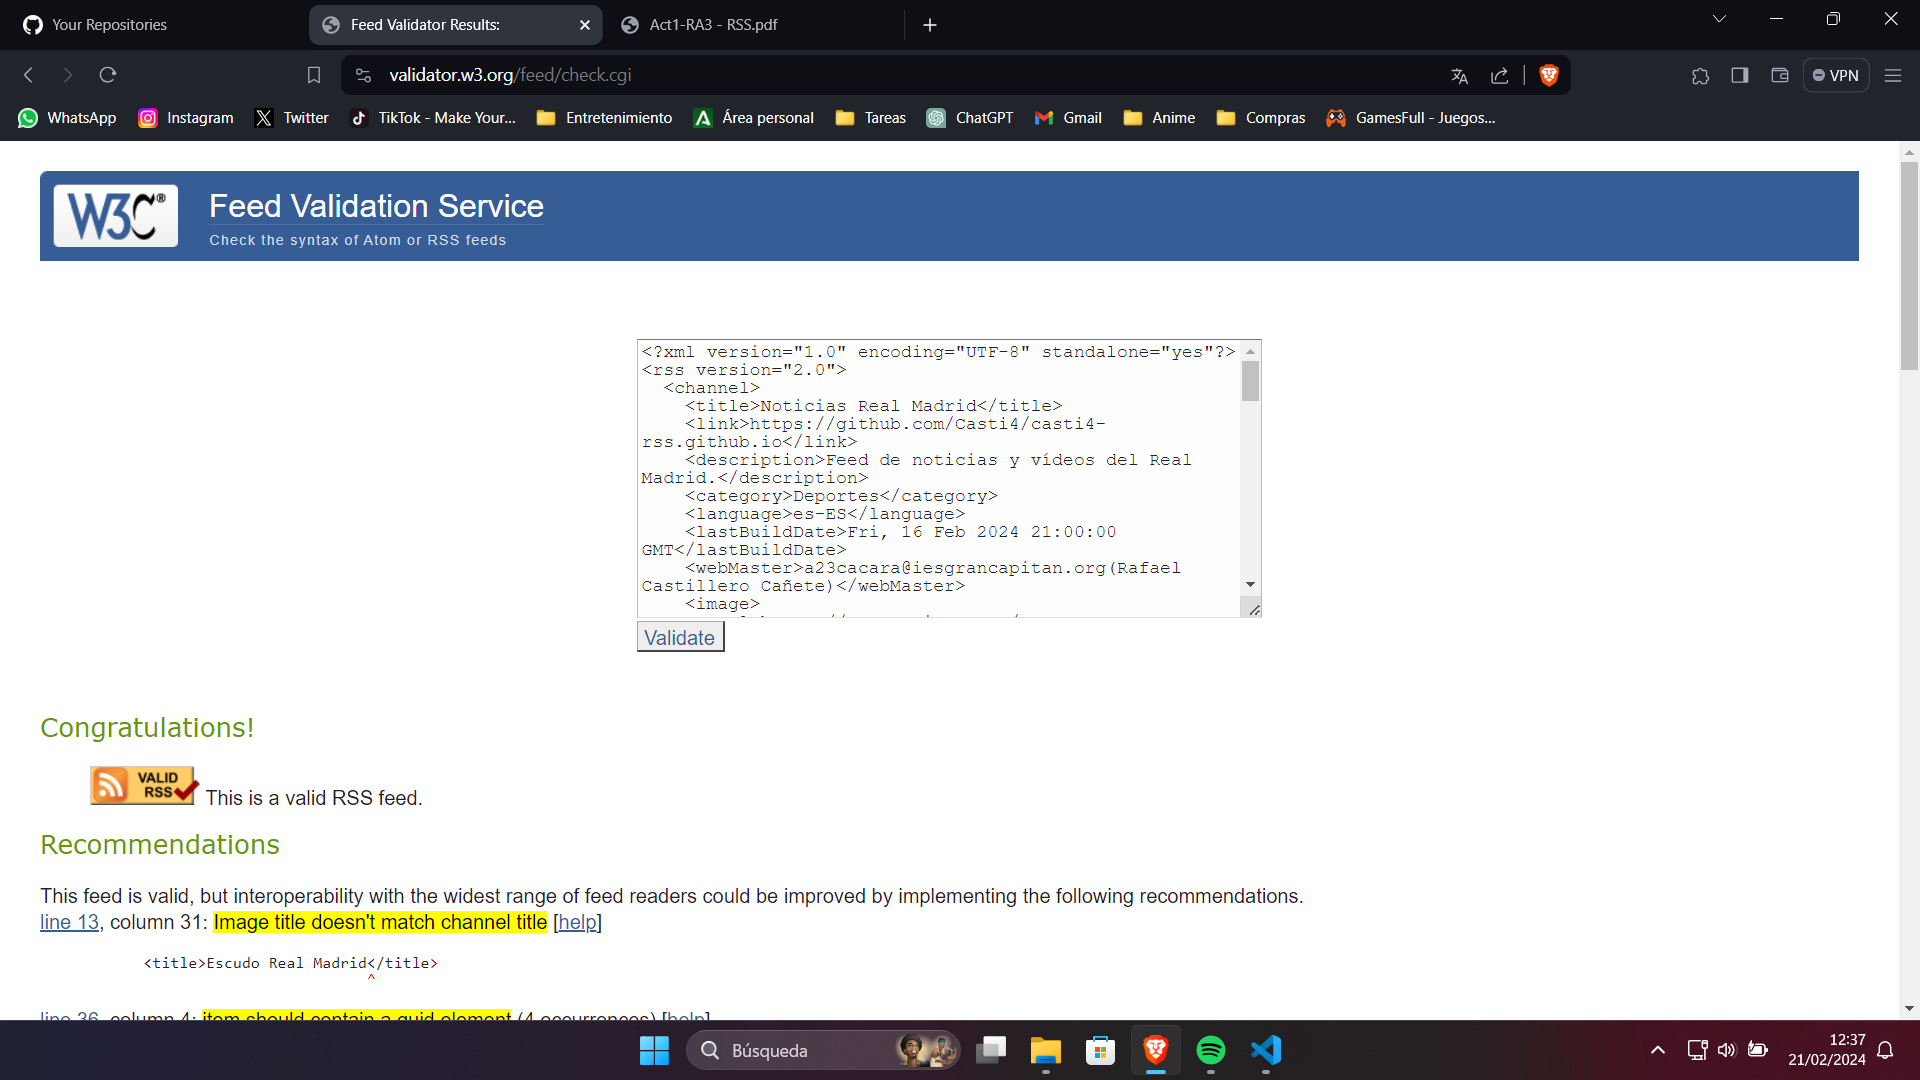 Your Repositories
Feed Validator Results:
Act1-RA3 - RSS.pdf
validator.w3.org/feed/check.cgi
VPN
WhatsApp
Instagram
Twitter
TikTok - Make Your...
Entretenimiento
Área personal
Tareas
ChatGPT
Gmail
Anime
Compras
GamesFull - Juegos...
W3C®
Feed Validation Service
Check the syntax of Atom or RSS feeds
<?xml version="1.0" encoding="UTF-8" standalone="yes"?>
<rss version="2.0">
<channel>
<title>Noticias Real Madrid</title>
<link>https://github.com/Casti4/casti4-
rss.github.io</link>
<description>Feed de noticias y vídeos del Real
Madrid.</description>
<category>Deportes</category>
<language>es-ES</language>
<lastBuildDate>Fri, 16 Feb 2024 21:00:00
GMT</lastBuildDate>
<webMaster>a23cacara@iesgrancapitan.org(Rafael
Castillero Cañete)</webMaster>
<image>
Validate
Congratulations!
VALID
RSS
This is a valid RSS feed.
Recommendations
This feed is valid, but interoperability with the widest range of feed readers could be improved by implementing the following recommendations.
line 13, column 31: Image title doesn't match channel title [help]
<title>Escudo Real Madrid</title>
^
line 36, column 4: item should contain a guid element (4 occurrences) [help]
Búsqueda
12:37
21/02/2024